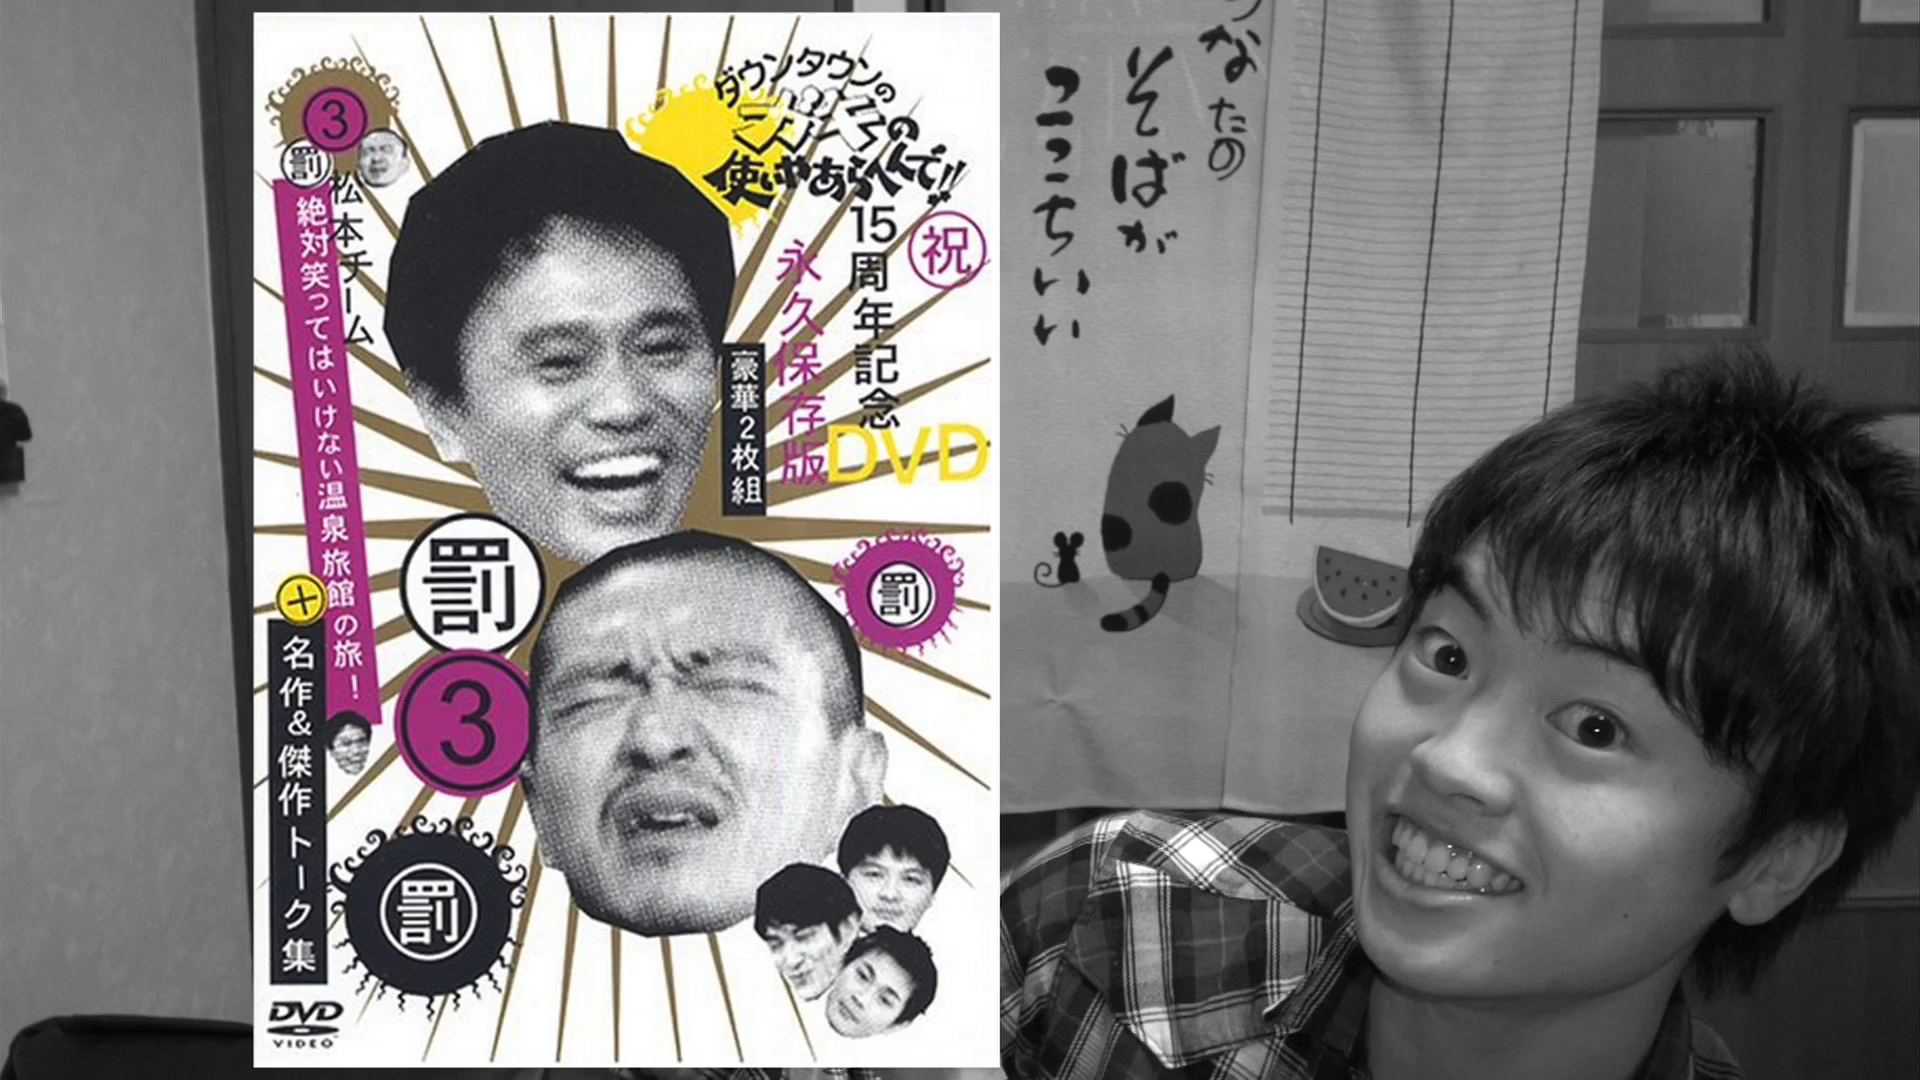 ダウンタウンの
ガキの
使いやあらへんで!!
祝
15周年記念
DVD
永久保存版
豪華2枚組
3
罰
松本チーム
絶対笑ってはいけない温泉旅館の旅!
+
名作&傑作トーク集
罰
3
罰
罰
DVD
VIDEO
なたの
そばが
ここちいい